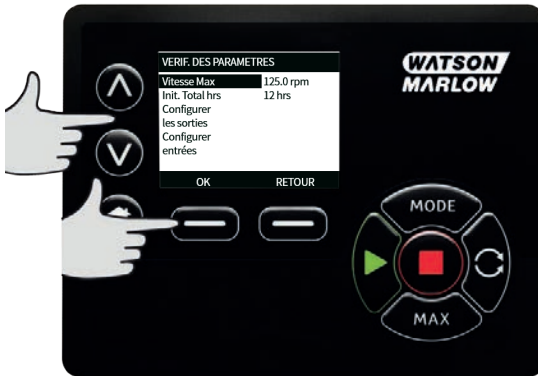 VERIF. DES PARAMETRES
Vitesse Max 125.0 rpm
Init. Total hrs 12 hrs
Configurer
les sorties
Configurer
entrées
OK RETOUR
WATSON
MARLOW
MODE
MAX